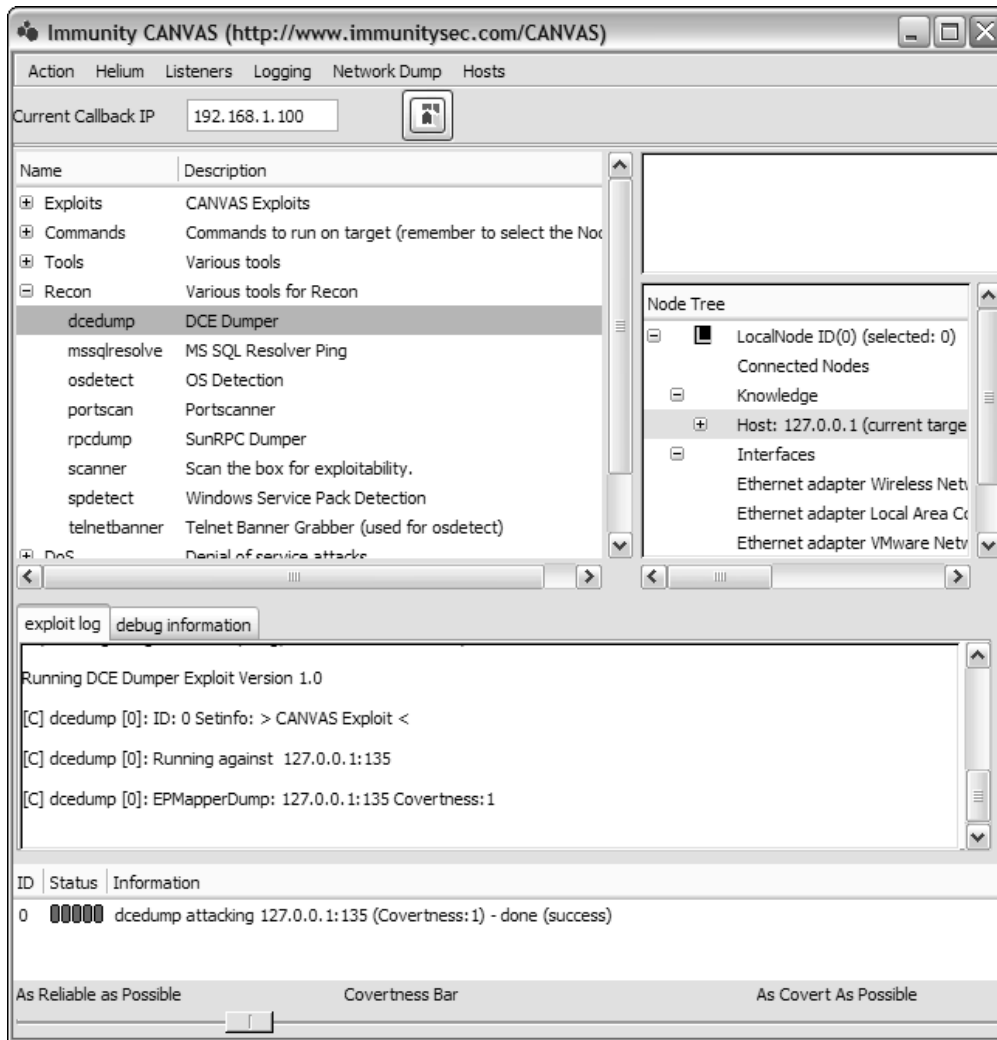 Immunity CANVAS (http://www.immunitysec.com/CANVAS)
Action Helium Listeners Logging Network Dump Hosts
Current Callback IP 192.168.1.100
Name Description
Exploits CANVAS Exploits
Commands Commands to run on target (remember to select the Noc
Tools Various tools
Recon Various tools for Recon
dcedump DCE Dumper
mssqlresolve MS SQL Resolver Ping
osdetect OS Detection
portscan Portscanner
rpcdump SunRPC Dumper
scanner Scan the box for exploitability.
spdetect Windows Service Pack Detection
telnetbanner Telnet Banner Grabber (used for osdetect)
DoS Denial of service attacks
Node Tree
LocalNode ID(0) (selected: 0)
Connected Nodes
Knowledge
Host: 127.0.0.1 (current targe
Interfaces
Ethernet adapter Wireless Netw
Ethernet adapter Local Area Co
Ethernet adapter VMware Netw
exploit log debug information
Running DCE Dumper Exploit Version 1.0
[C] dcedump [0]: ID: 0 Setinfo: > CANVAS Exploit <
[C] dcedump [0]: Running against 127.0.0.1:135
[C] dcedump [0]: EPMapperDump: 127.0.0.1:135 Covertness:1
ID Status Information
0 dcedump attacking 127.0.0.1:135 (Covertness:1) - done (success)
As Reliable as Possible Covertness Bar As Covert As Possible